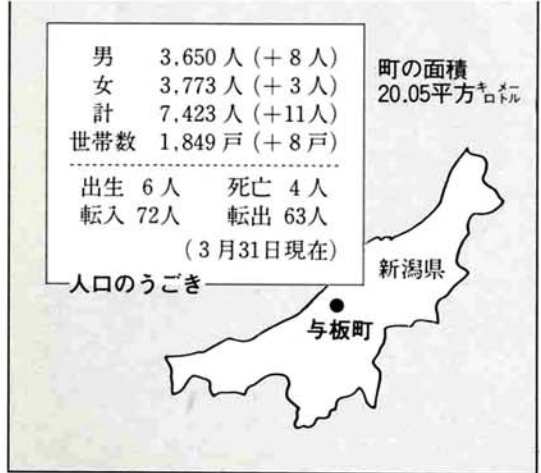 男 3,650人(+8人)
女 3,773人(+3人)
計 7,423人(+11人)
世帯数 1,849戸(+8戸)
出生 6人 死亡 4人
転入 72人 転出 63人
(3月31日現在)
人口のうごき
町の面積
20.05平方キロメートル
新潟県
与板町